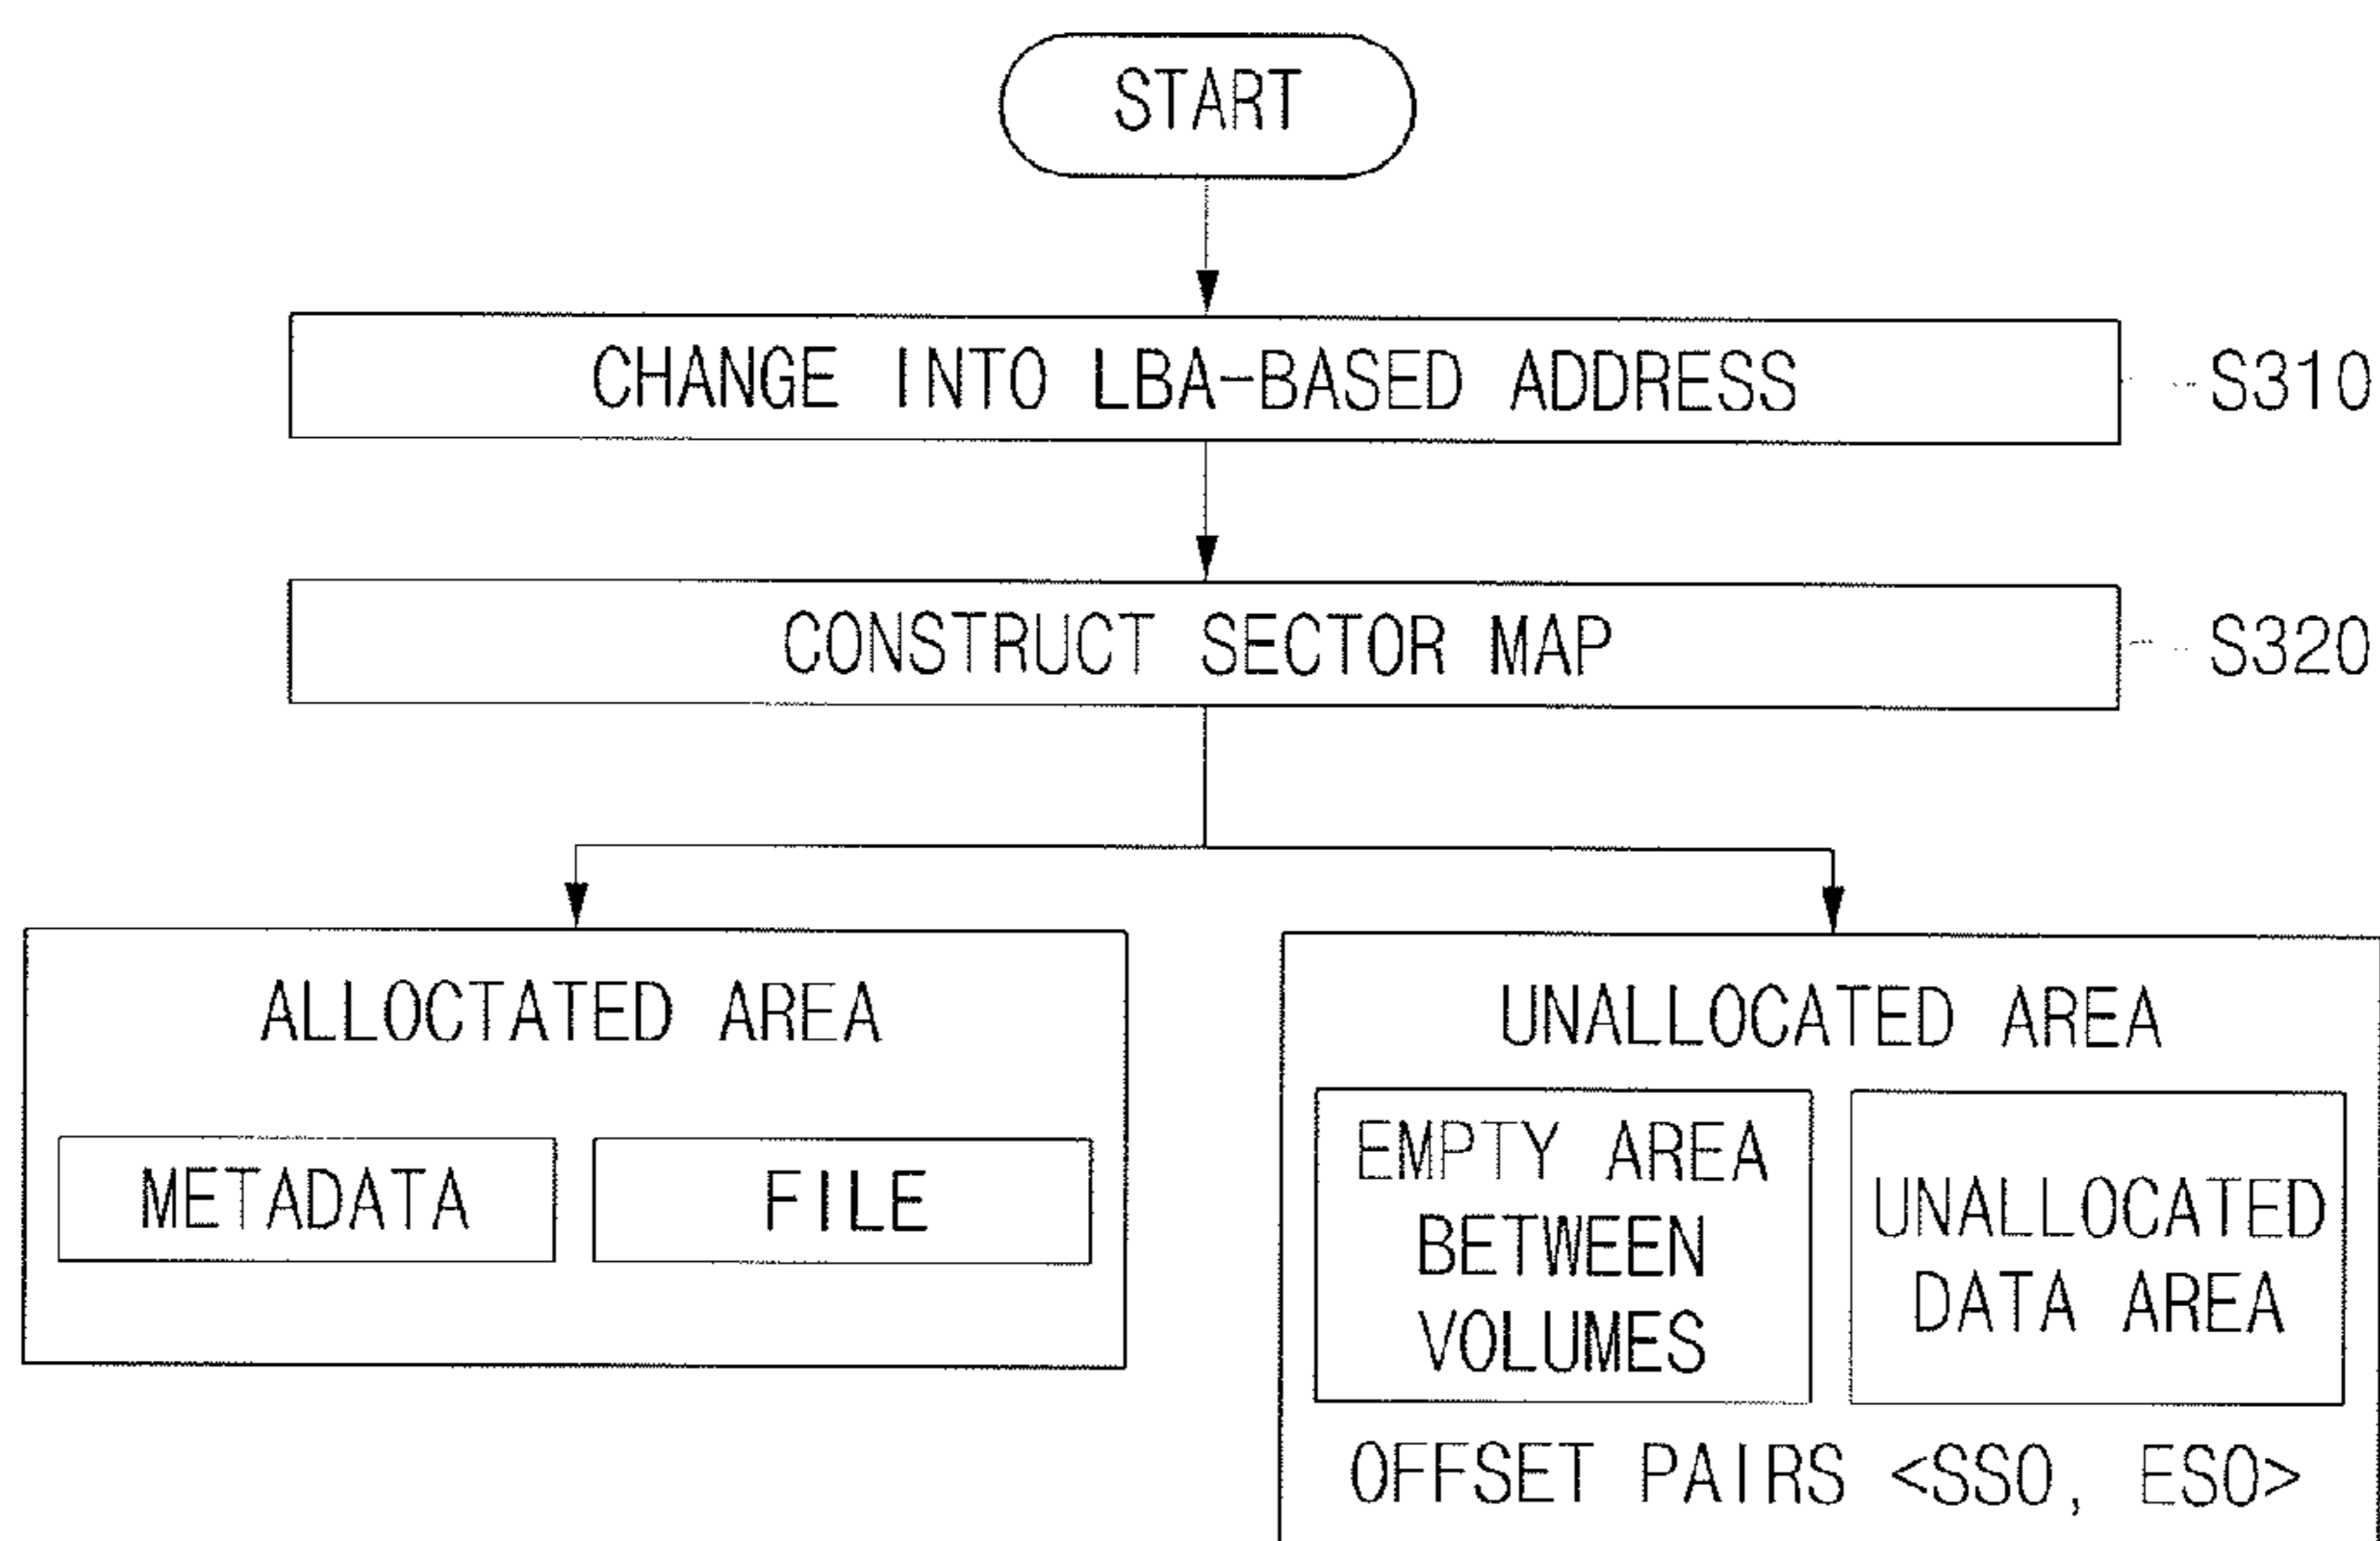 START
CHANGE INTO LBA-BASED ADDRESS
S310
CONSTRUCT SECTOR MAP
S320
ALLOCTATED AREA
METADATA
FILE
UNALLOCATED AREA
EMPTY AREA
BETWEEN
VOLUMES
UNALLOCATED
DATA AREA
OFFSET PAIRS <SSO, ESO>